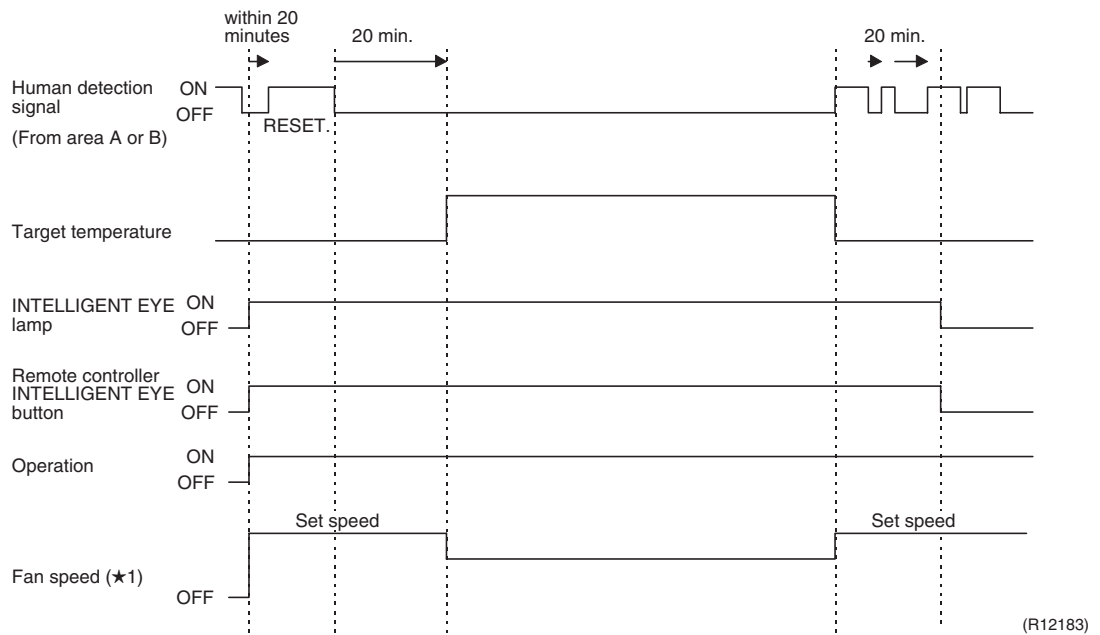 within 20
minutes
20 min.
20 min.
Human detection
signal
(From area A or B)
ON
OFF
RESET.
Target temperature
INTELLIGENT EYE
lamp
ON
OFF
Remote controller
INTELLIGENT EYE
button
ON
OFF
Operation
ON
OFF
Set speed
Set speed
Fan speed (★1)
OFF
(R12183)